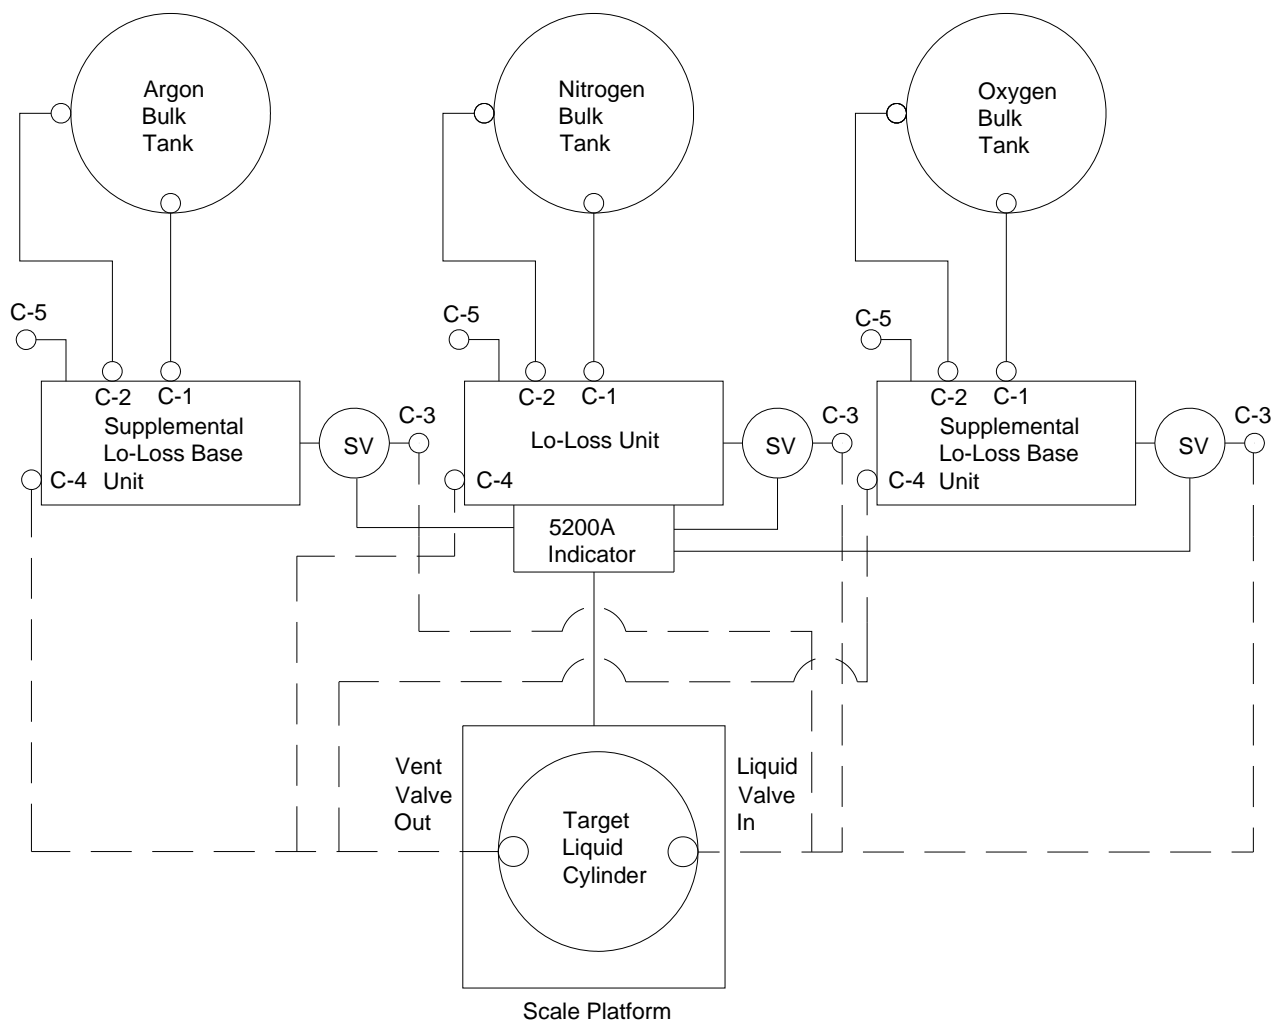 Argon
Bulk
Tank
Nitrogen
Bulk
Tank
Oxygen
Bulk
Tank
C-5
C-5
C-5
C-2
C-1
C-2
C-1
C-2
C-1
Supplemental
Lo-Loss Base
Unit
SV
C-3
Lo-Loss Unit
SV
C-3
Supplemental
Lo-Loss Base
Unit
SV
C-3
C-4
C-4
C-4
5200A
Indicator
Vent
Valve
Out
Liquid
Valve
In
Target
Liquid
Cylinder
Scale Platform